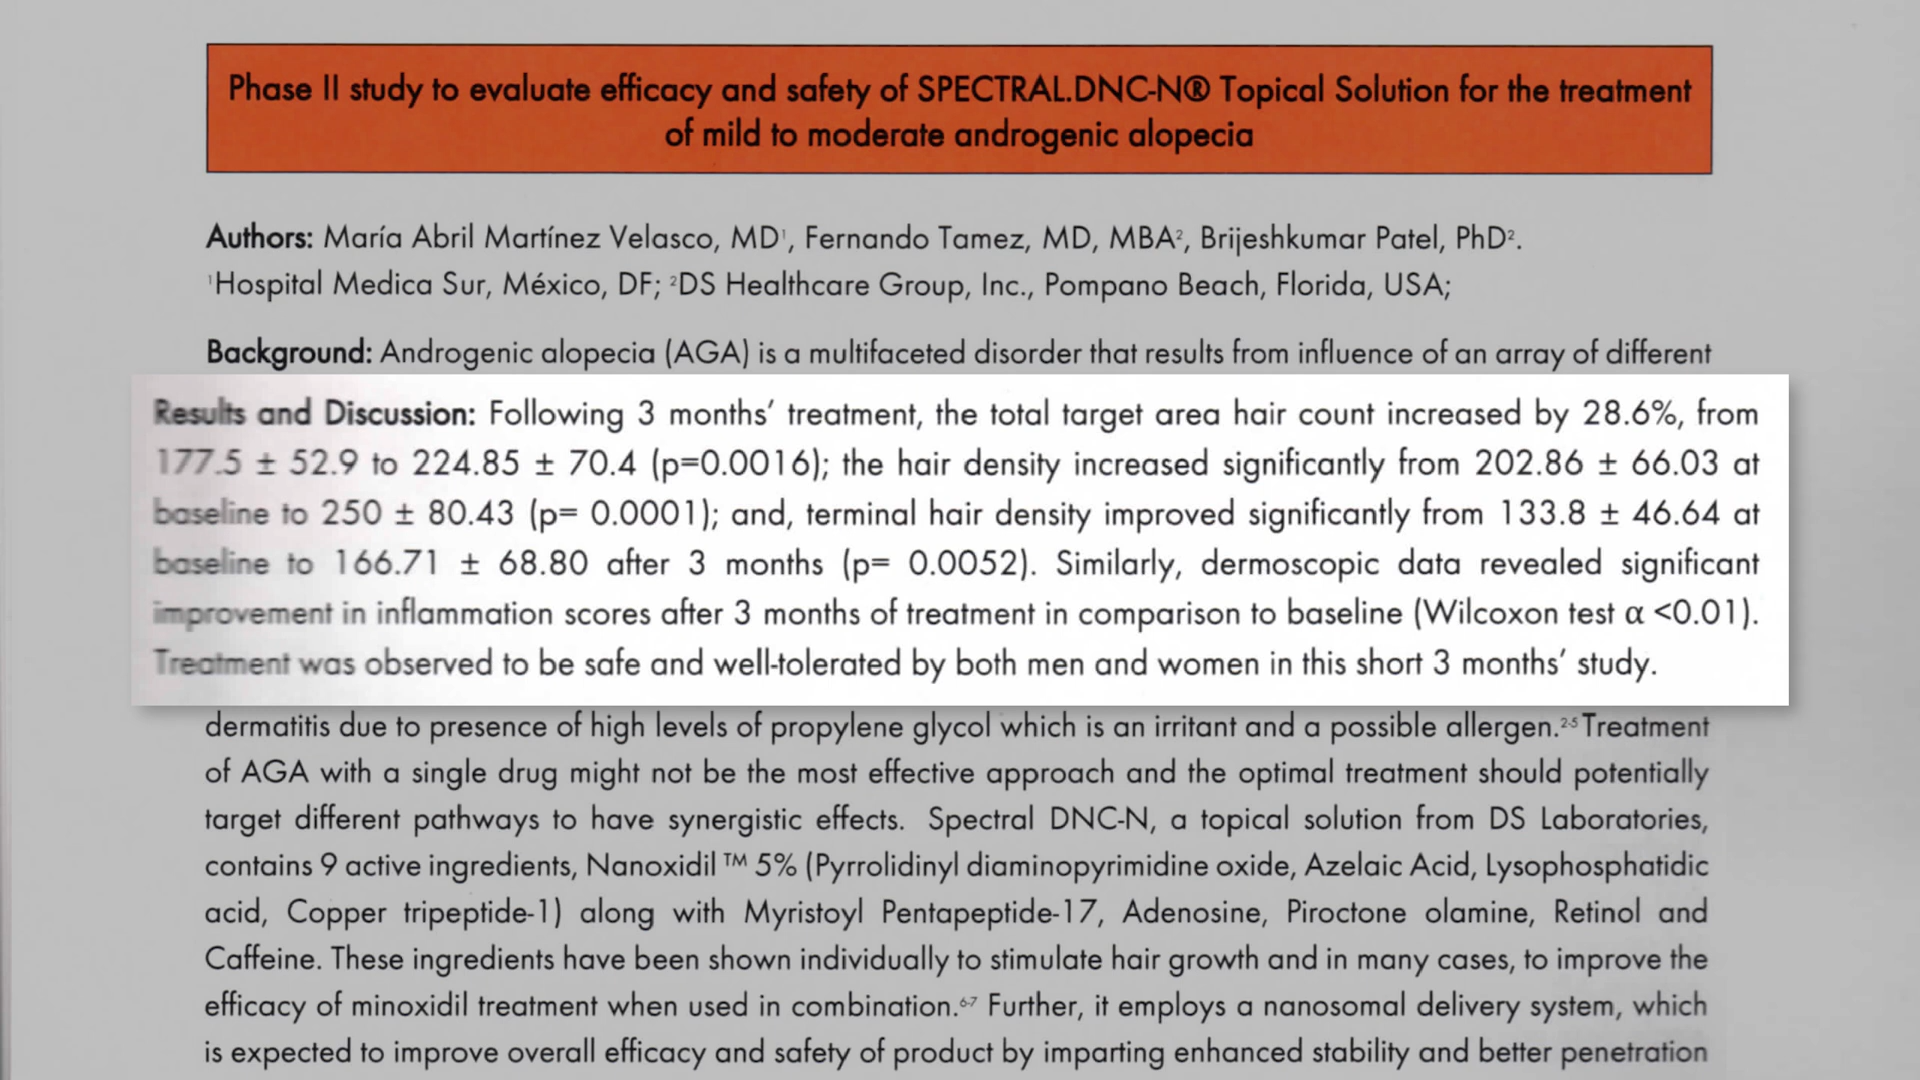 Phase II study to evaluate efficacy and safety of SPECTRAL.DNC-N® Topical Solution for the treatment
of mild to moderate androgenic alopecia
Authors: María Abril Martínez Velasco, MD¹, Fernando Tamez, MD, MBA², Brijeshkumar Patel, PhD².
¹Hospital Medica Sur, México, DF; ²DS Healthcare Group, Inc., Pompano Beach, Florida, USA;
Background: Androgenic alopecia (AGA) is a multifaceted disorder that results from influence of an array of different
Results and Discussion: Following 3 months' treatment, the total target area hair count increased by 28.6%, from
177.5 ± 52.9 to 224.85 ± 70.4 (p=0.0016); the hair density increased significantly from 202.86 ± 66.03 at
baseline to 250 ± 80.43 (p= 0.0001); and, terminal hair density improved significantly from 133.8 ± 46.64 at
baseline to 166.71 ± 68.80 after 3 months (p= 0.0052). Similarly, dermoscopic data revealed significant
improvement in inflammation scores after 3 months of treatment in comparison to baseline (Wilcoxon test α <0.01).
Treatment was observed to be safe and well-tolerated by both men and women in this short 3 months' study.
dermatitis due to presence of high levels of propylene glycol which is an irritant and a possible allergen.²⁻⁵ Treatment
of AGA with a single drug might not be the most effective approach and the optimal treatment should potentially
target different pathways to have synergistic effects. Spectral DNC-N, a topical solution from DS Laboratories,
contains 9 active ingredients, Nanoxidil™ 5% (Pyrrolidinyl diaminopyrimidine oxide, Azelaic Acid, Lysophosphatidic
acid, Copper tripeptide-1) along with Myristoyl Pentapeptide-17, Adenosine, Piroctone olamine, Retinol and
Caffeine. These ingredients have been shown individually to stimulate hair growth and in many cases, to improve the
efficacy of minoxidil treatment when used in combination.⁶⁻⁷ Further, it employs a nanosomal delivery system, which
is expected to improve overall efficacy and safety of product by imparting enhanced stability and better penetration